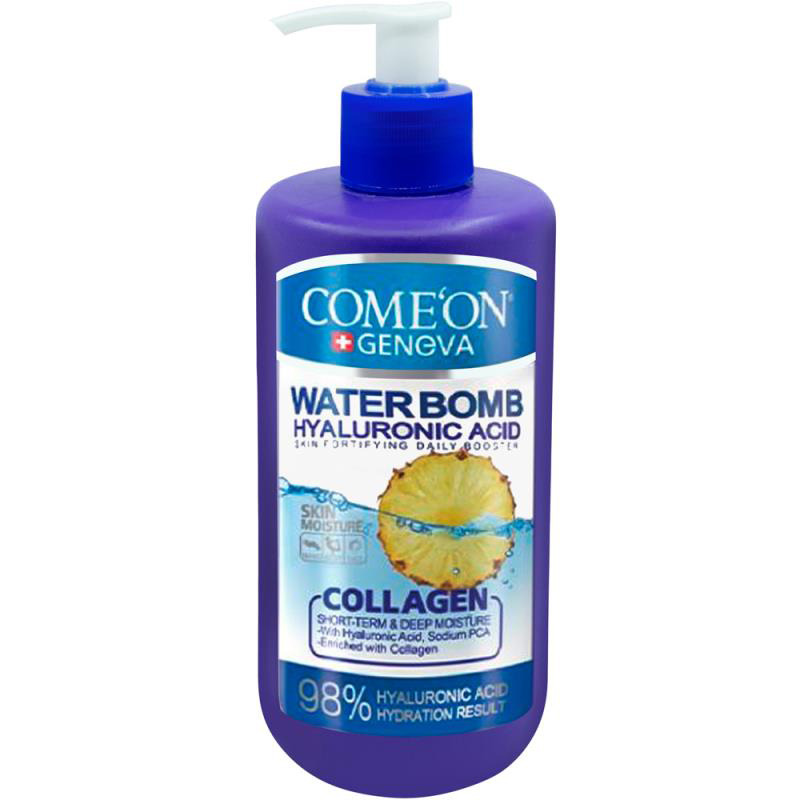 COME'ON®
GENEVA
WATER BOMB
HYALURONIC ACID
SKIN FORTIFYING DAILY BOOSTER
SKIN
MOISTURE
COLLAGEN
SHORT-TERM & DEEP MOISTURE
-With Hyaluronic Acid, Sodium PCA
-Enriched with Collagen
98% HYALURONIC ACID
HYDRATION RESULT